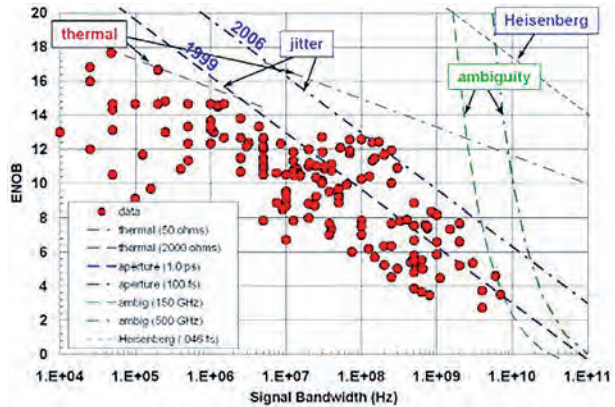 20
18
16
14
12
10
8
6
4
2
0
ENOB
thermal
1999
2006
jitter
Heisenberg
ambiguity
data
thermal (50 ohms)
thermal (2000 ohms)
aperture (1.0 ps)
aperture (100 fs)
ambig (150 GHz)
ambig (500 GHz)
Heisenberg (.046 fs)
1.E+04 1.E+05 1.E+06 1.E+07 1.E+08 1.E+09 1.E+10 1.E+11
Signal Bandwidth (Hz)